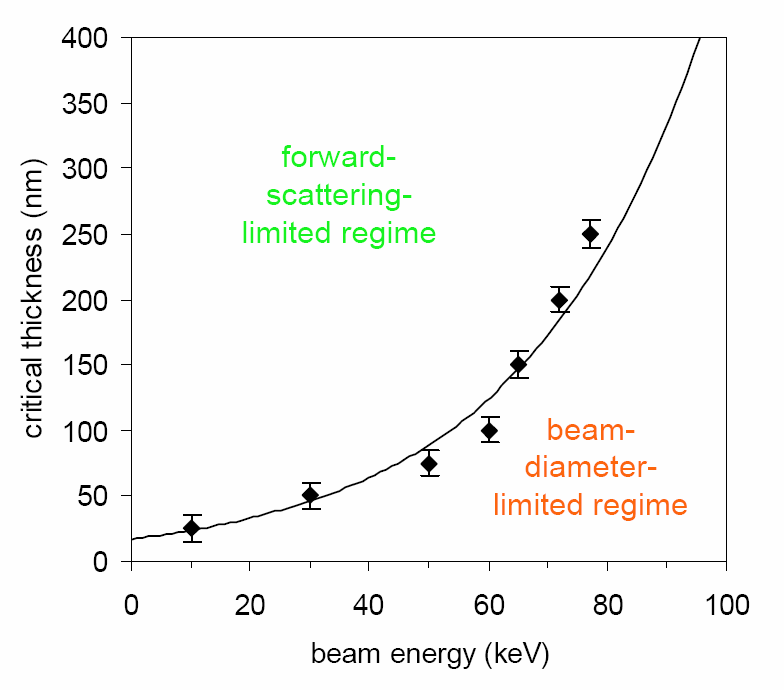 400
350
300
250
200
150
100
50
0
critical thickness (nm)
forward-
scattering-
limited regime
beam-
diameter-
limited regime
0 20 40 60 80 100
beam energy (keV)